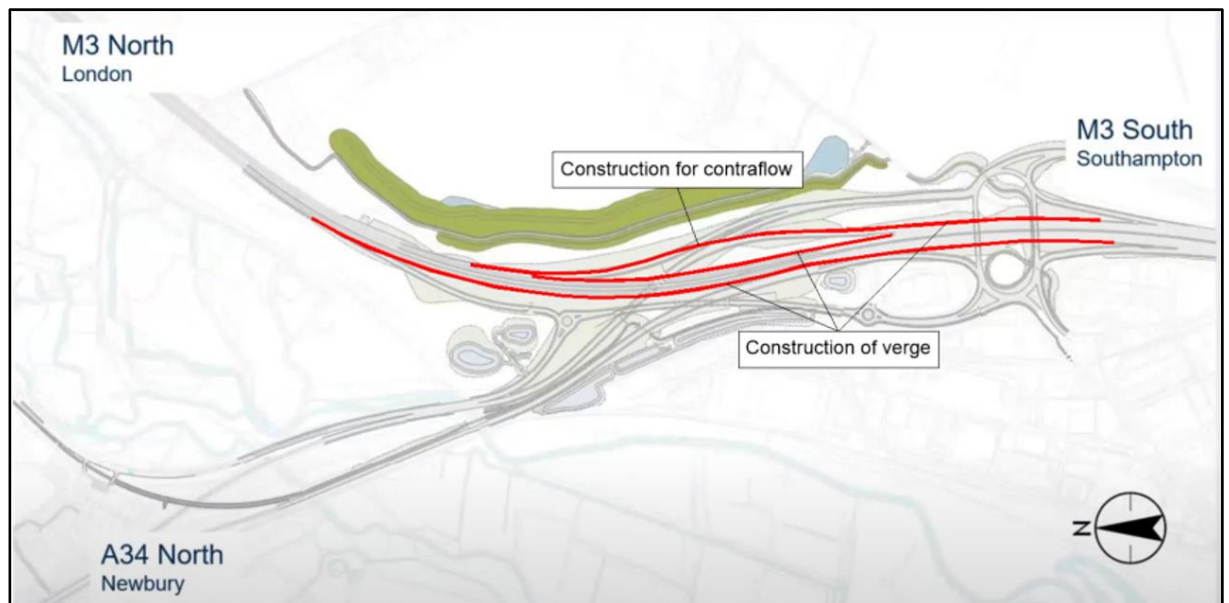 M3 North
London
M3 South
Southampton
Construction for contraflow
Construction of verge
A34 North
Newbury
N